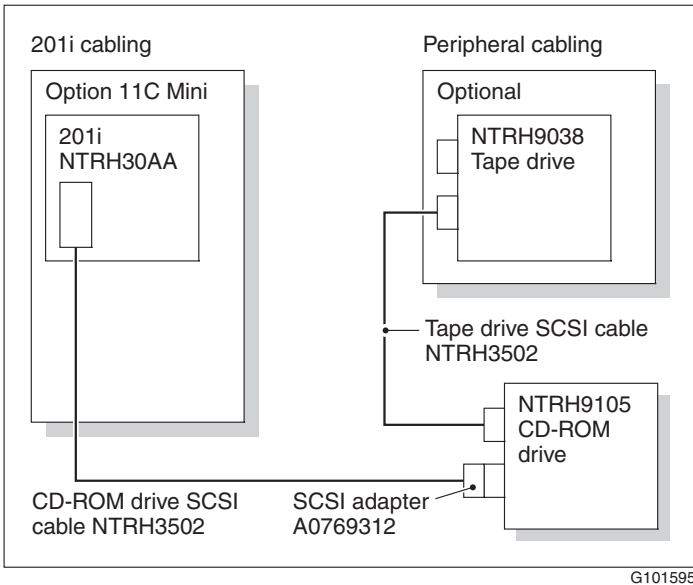 201i cabling
Peripheral cabling
Option 11C Mini
201i
NTRH30AA
Optional
NTRH9038
Tape drive
Tape drive SCSI cable
NTRH3502
NTRH9105
CD-ROM
drive
CD-ROM drive SCSI
cable NTRH3502
SCSI adapter
A0769312
G101595